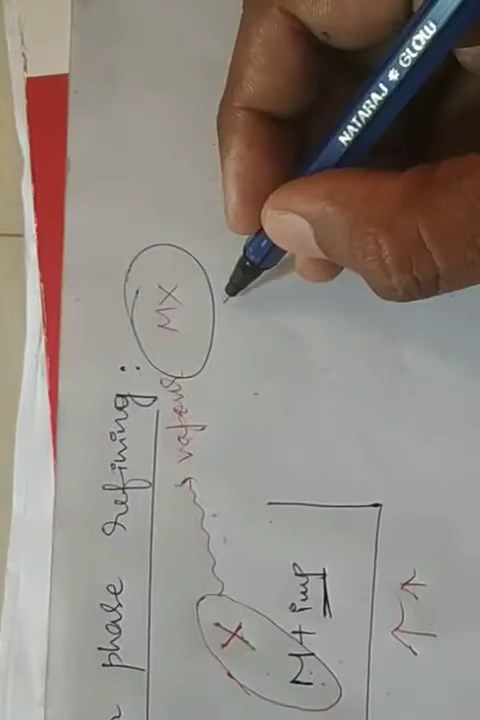 phase refining :
MX
vapour
X
M + imp
NATARAJ * GLOW